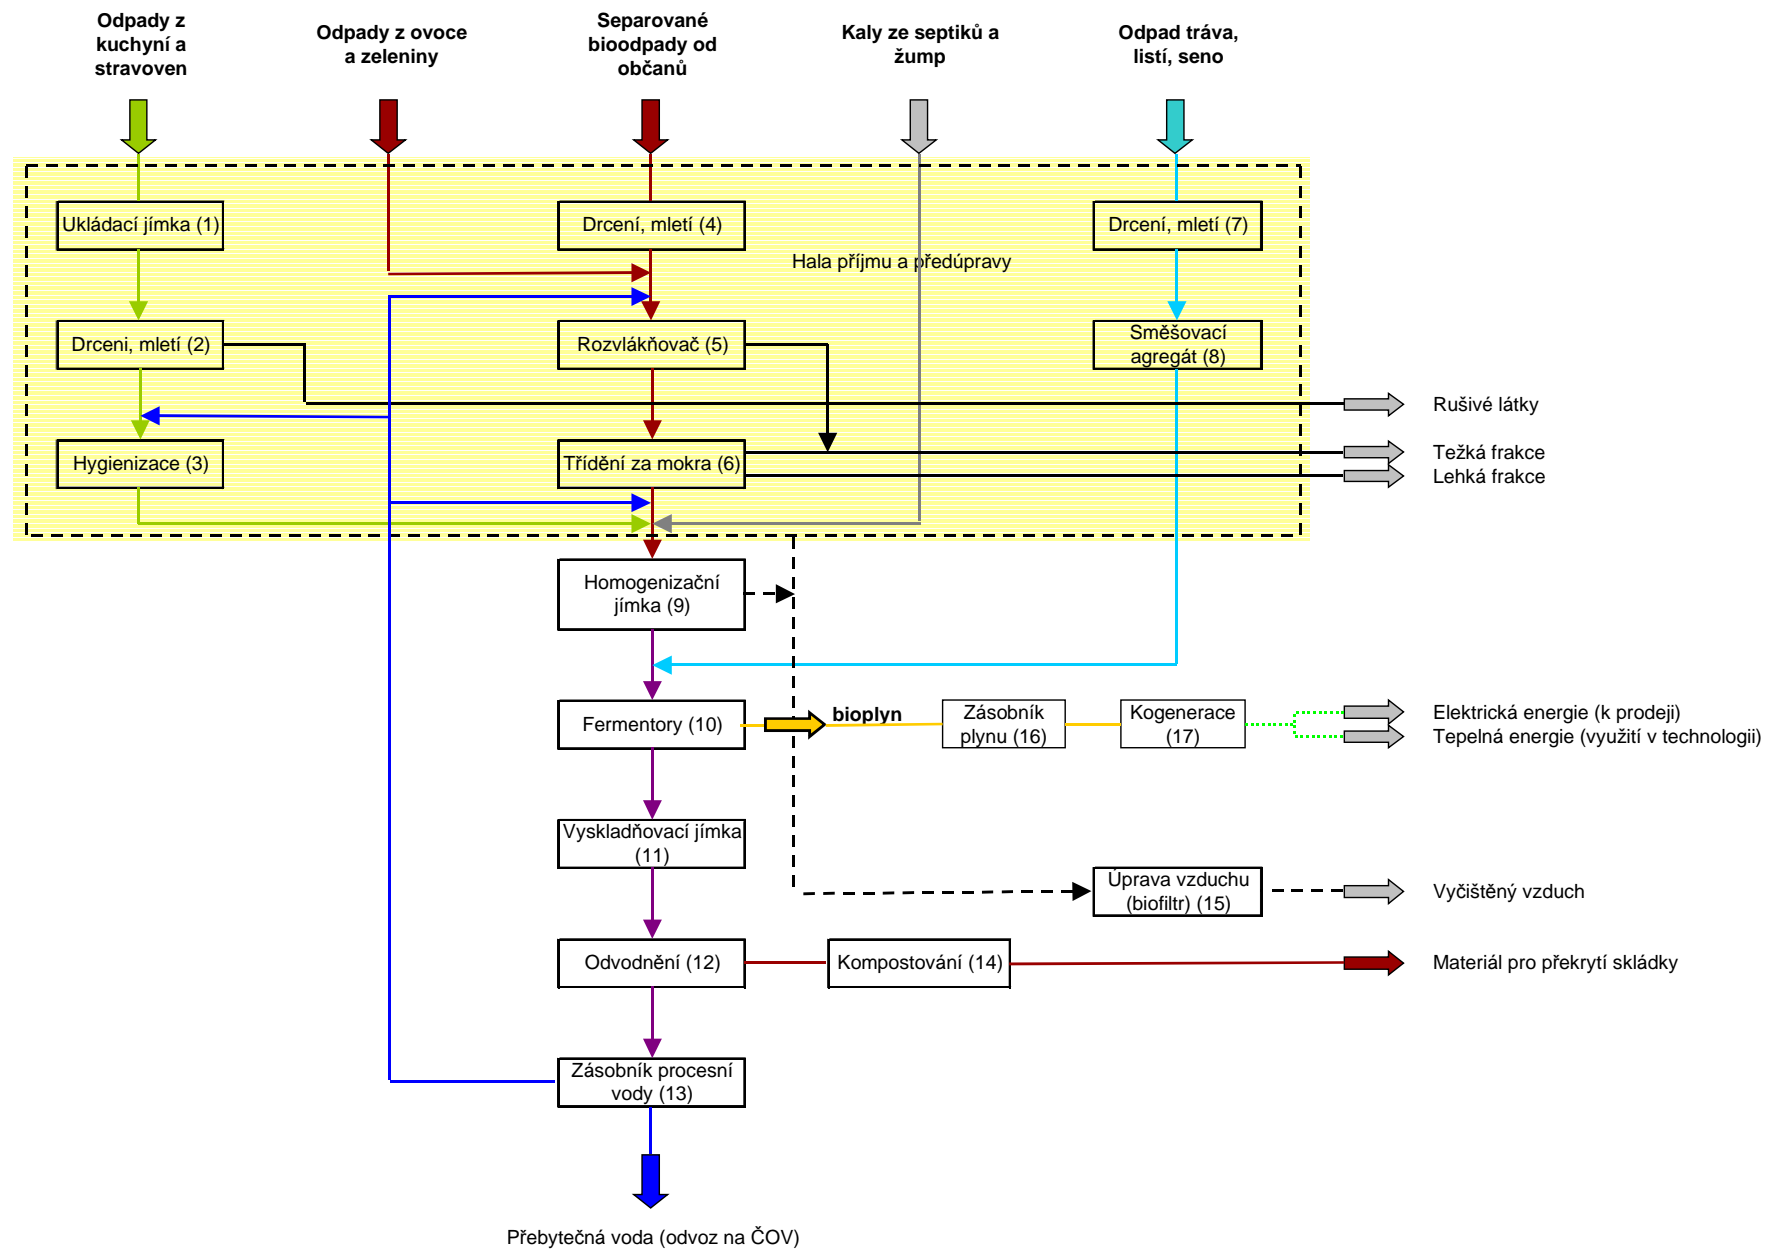 Odpady z
kuchyní a
stravoven
Odpady z ovoce
a zeleniny
Separované
bioodpady od
občanů
Kaly ze septiků a
žump
Odpad tráva,
listí, seno
Ukládací jímka (1)
Drcení, mletí (4)
Drcení, mletí (7)
Hala příjmu a předúpravy
Drceni, mletí (2)
Rozvlákňovač (5)
Směšovací
agregát (8)
Rušivé látky
Hygienizace (3)
Třídění za mokra (6)
Težká frakce
Lehká frakce
Homogenizační
jímka (9)
Fermentory (10)
bioplyn
Zásobník
plynu (16)
Kogenerace
(17)
Elektrická energie (k prodeji)
Tepelná energie (využití v technologii)
Vyskladňovací jímka
(11)
Úprava vzduchu
(biofiltr) (15)
Vyčištěný vzduch
Odvodnění (12)
Kompostování (14)
Materiál pro překrytí skládky
Zásobník procesní
vody (13)
Přebytečná voda (odvoz na ČOV)